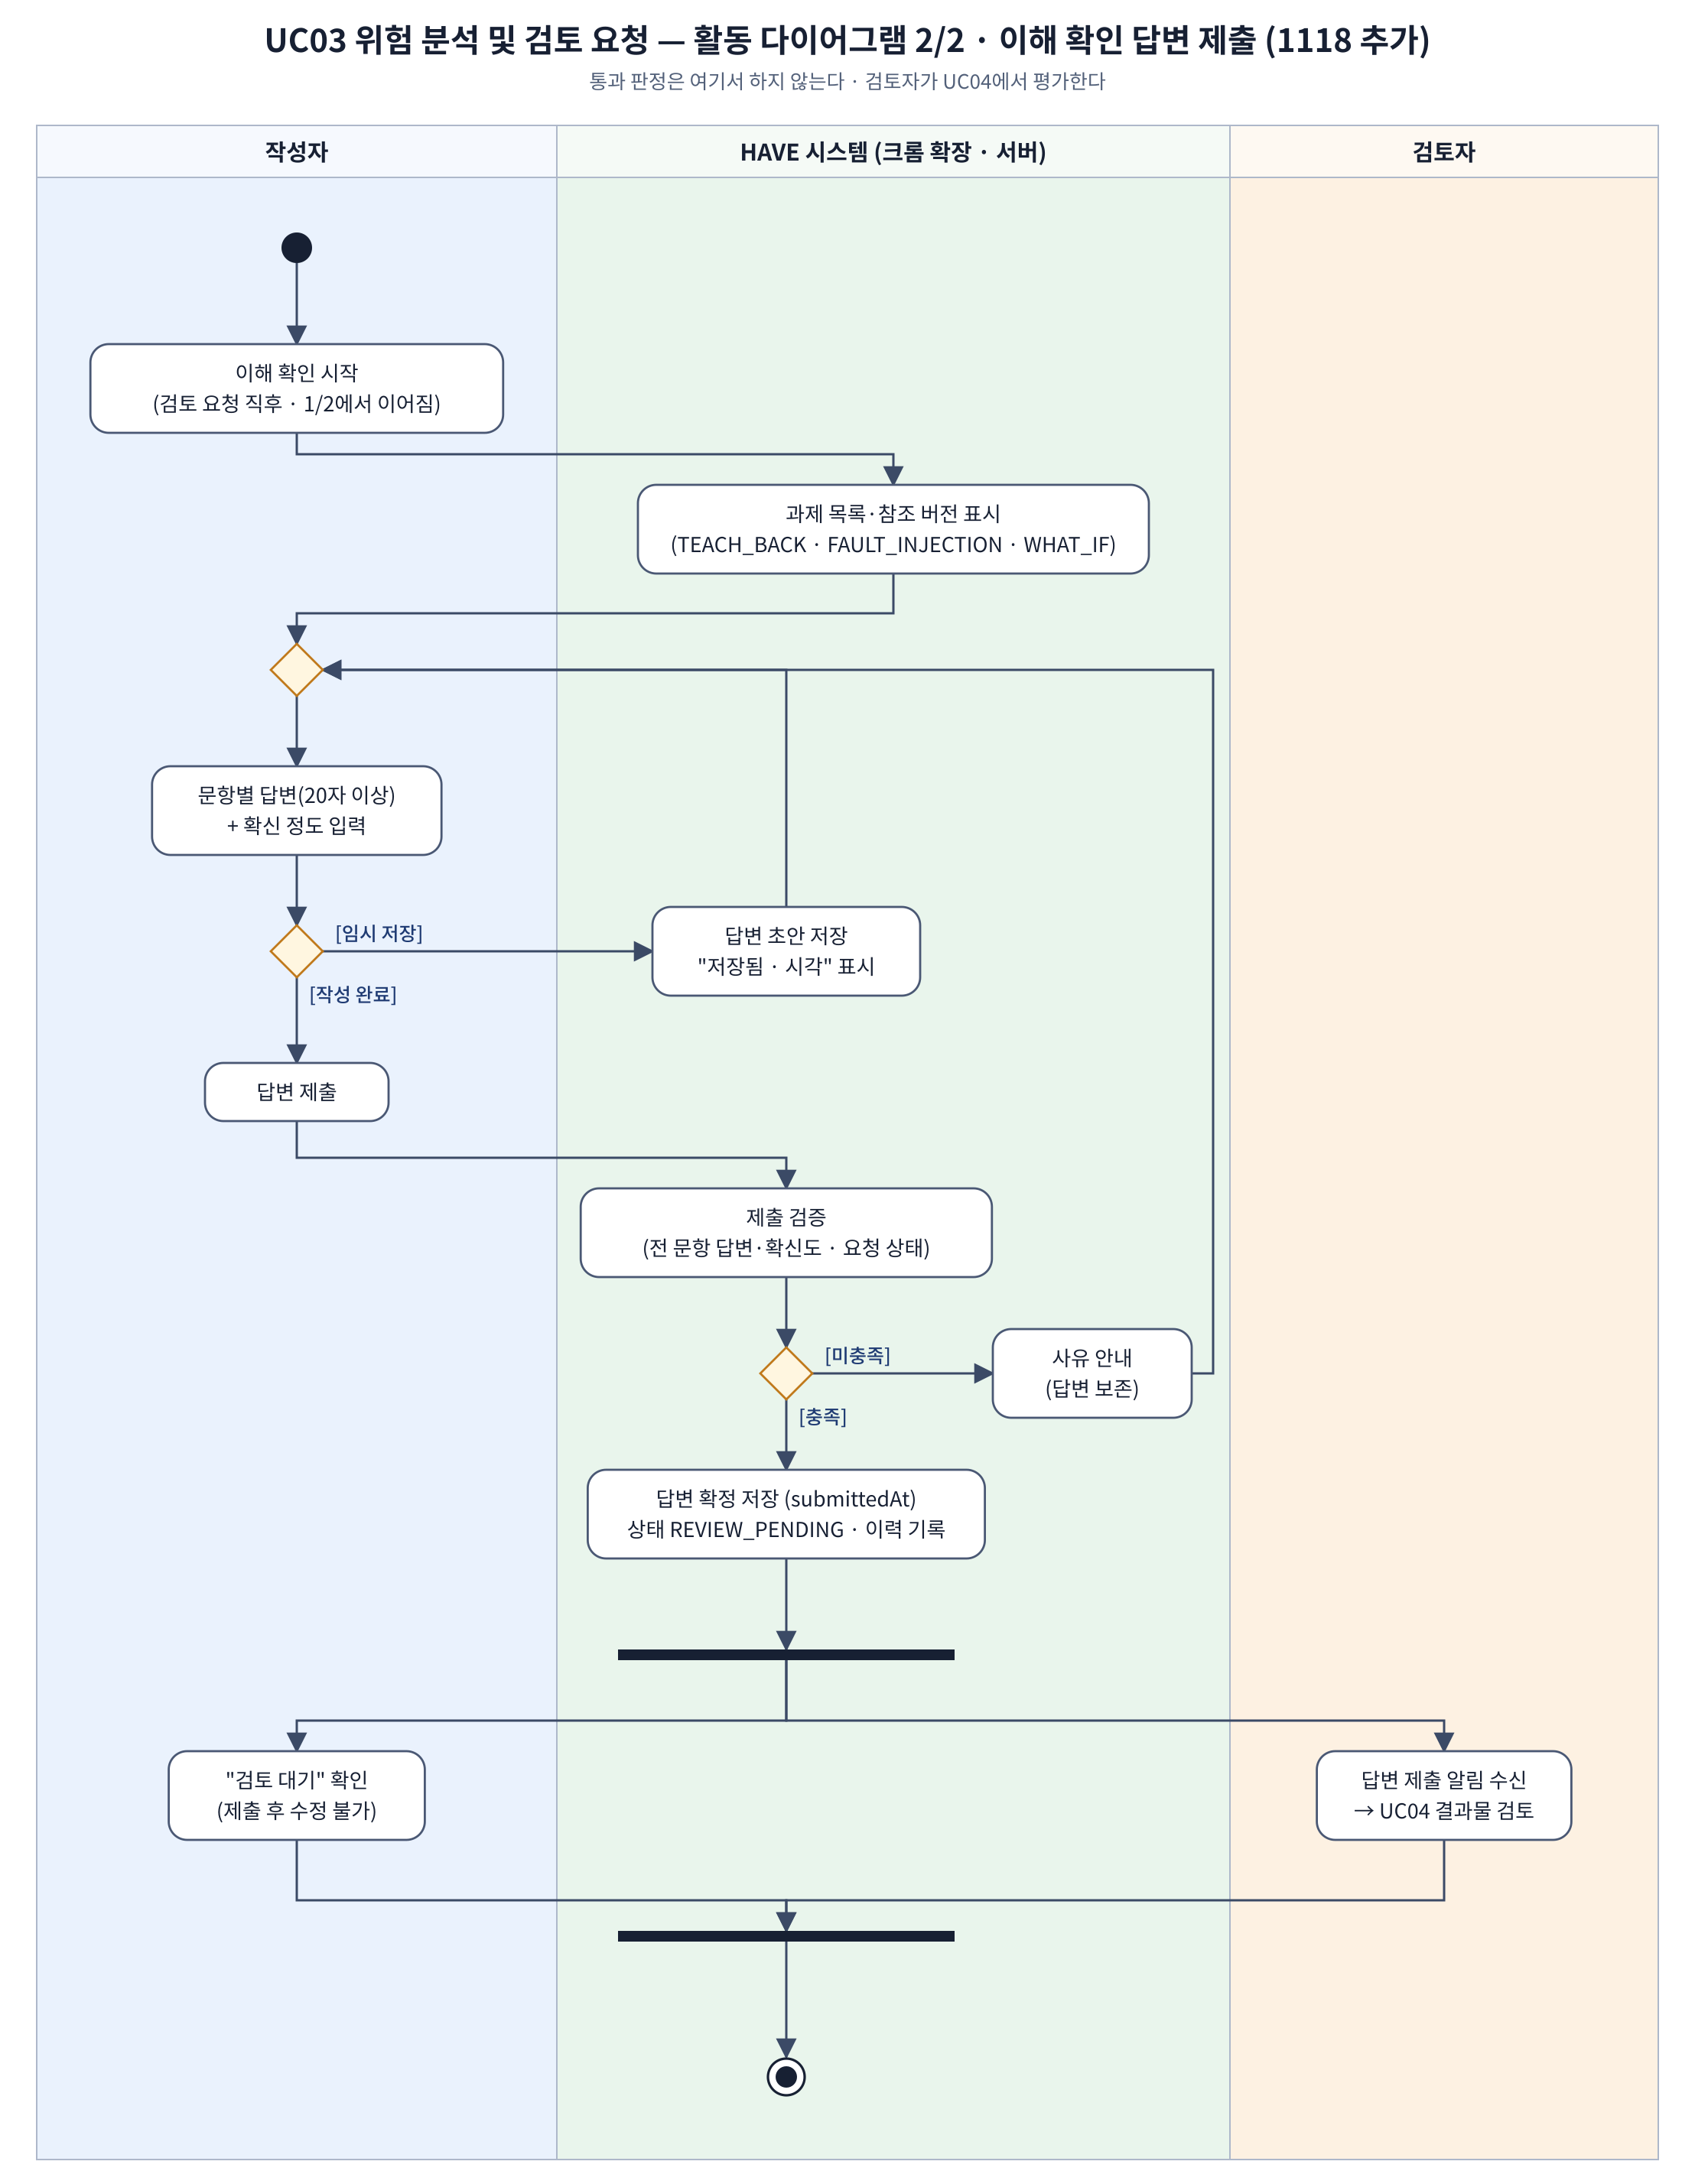 UC03 위험 분석 및 검토 요청 — 활동 다이어그램 2/2 · 이해 확인 답변 제출 (1118 추가)
통과 판정은 여기서 하지 않는다 · 검토자가 UC04에서 평가한다
작성자
HAVE 시스템 (크롬 확장 · 서버)
검토자
이해 확인 시작
(검토 요청 직후 · 1/2에서 이어짐)
과제 목록·참조 버전 표시
(TEACH_BACK · FAULT_INJECTION · WHAT_IF)
문항별 답변(20자 이상)
+ 확신 정도 입력
[임시 저장]
답변 초안 저장
"저장됨 · 시각" 표시
[작성 완료]
답변 제출
제출 검증
(전 문항 답변·확신도 · 요청 상태)
[미충족]
사유 안내
(답변 보존)
[충족]
답변 확정 저장 (submittedAt)
상태 REVIEW_PENDING · 이력 기록
"검토 대기" 확인
(제출 후 수정 불가)
답변 제출 알림 수신
→ UC04 결과물 검토